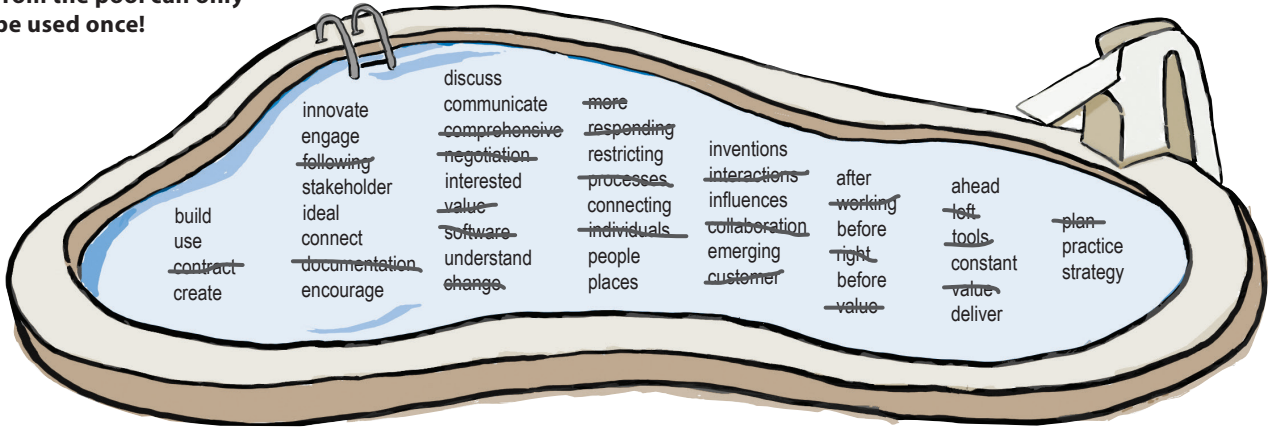 from the pool can only
be used once!
build
use
contract
create
innovate
engage
following
stakeholder
ideal
connect
documentation
encourage
discuss
communicate
comprehensive
negotiation
interested
value
software
understand
change
more
responding
restricting
processes
connecting
individuals
people
places
inventions
interactions
influences
collaboration
emerging
customer
after
working
before
right
before
value
ahead
left
tools
constant
value
deliver
plan
practice
strategy